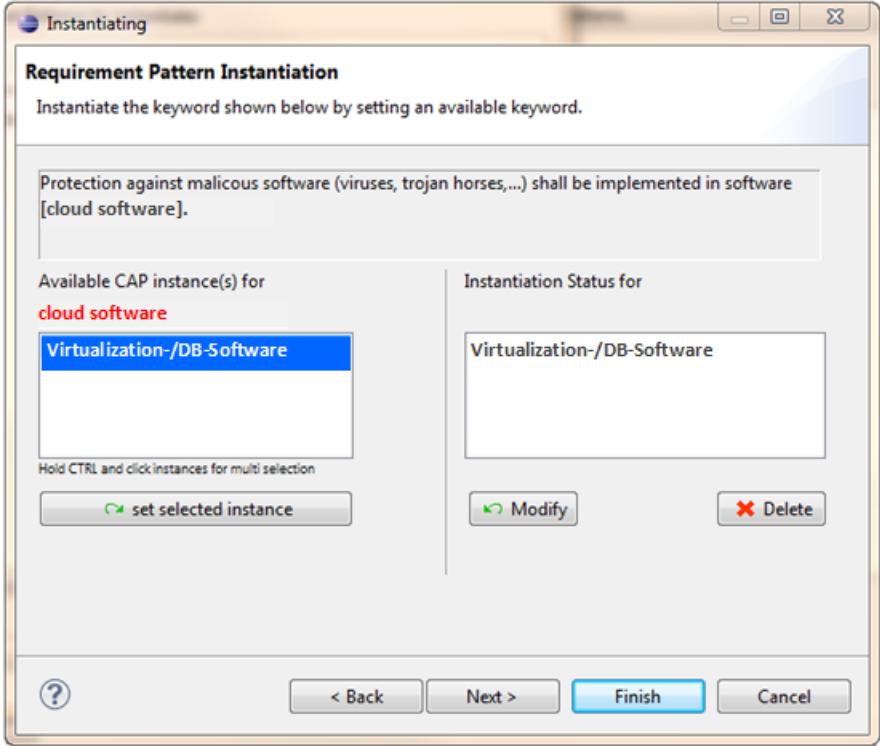 Instantiating
Requirement Pattern Instantiation
Instantiate the keyword shown below by setting an available keyword.
Protection against malicous software (viruses, trojan horses,...) shall be implemented in software
[cloud software].
Available CAP instance(s) for
cloud software
Virtualization-/DB-Software
Hold CTRL and click instances for multi selection
set selected instance
Instantiation Status for
Virtualization-/DB-Software
Modify
Delete
?
< Back
Next >
Finish
Cancel